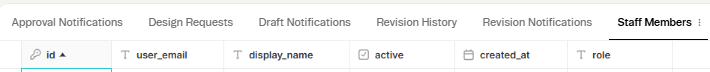 Approval Notifications Design Requests Draft Notifications Revision History Revision Notifications Staff Members
id user_email display_name active created_at role